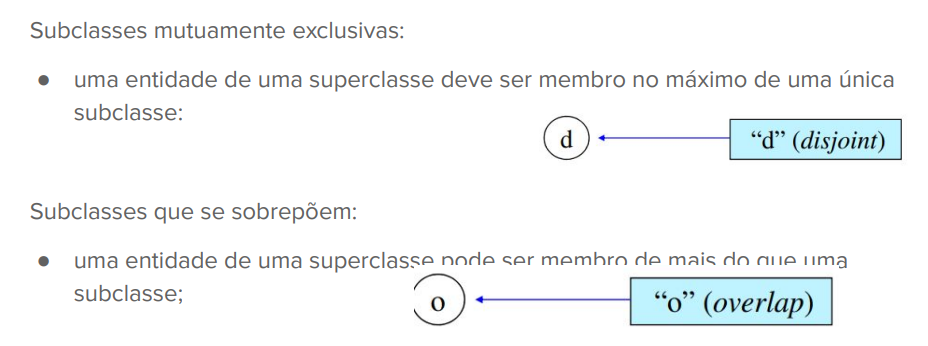 Subclasses mutuamente exclusivas:
● uma entidade de uma superclasse deve ser membro no máximo de uma única
subclasse:
d
“d” (disjoint)
Subclasses que se sobrepõem:
● uma entidade de uma superclasse pode ser membro de mais do que uma
subclasse;
o
“o” (overlap)